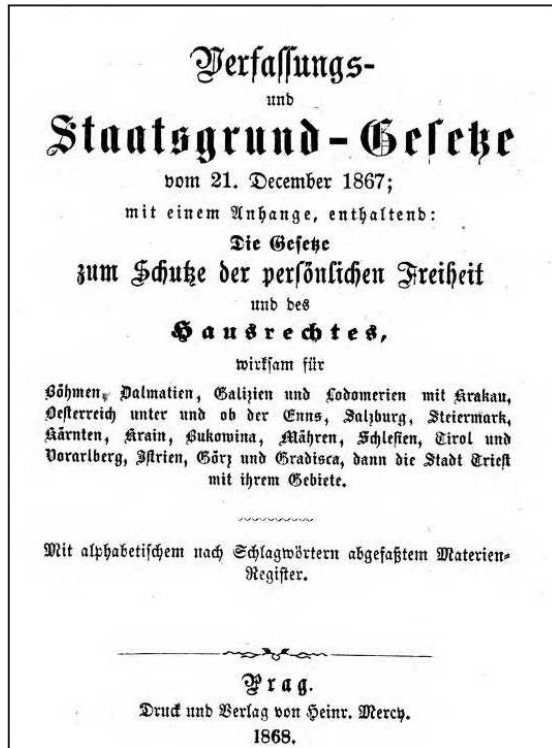 Verfassungs-
und
Staatsgrund-Gesetze
vom 21. December 1867;
mit einem Anhange, enthaltend:
Die Gesetze
zum Schutze der persönlichen Freiheit
und des
Hausrechtes,
wirksam für
Böhmen, Dalmatien, Galizien und Lodomerien mit Krakau,
Oesterreich unter und ob der Enns, Salzburg, Steiermark,
Kärnten, Krain, Bukowina, Mähren, Schlesien, Tirol und
Vorarlberg, Istrien, Görz und Gradisca, dann die Stadt Triest
mit ihrem Gebiete.
Mit alphabetischem nach Schlagwörtern abgefaßtem Materien-
Register.
Prag.
Druck und Verlag von Heinr. Mercy.
1868.